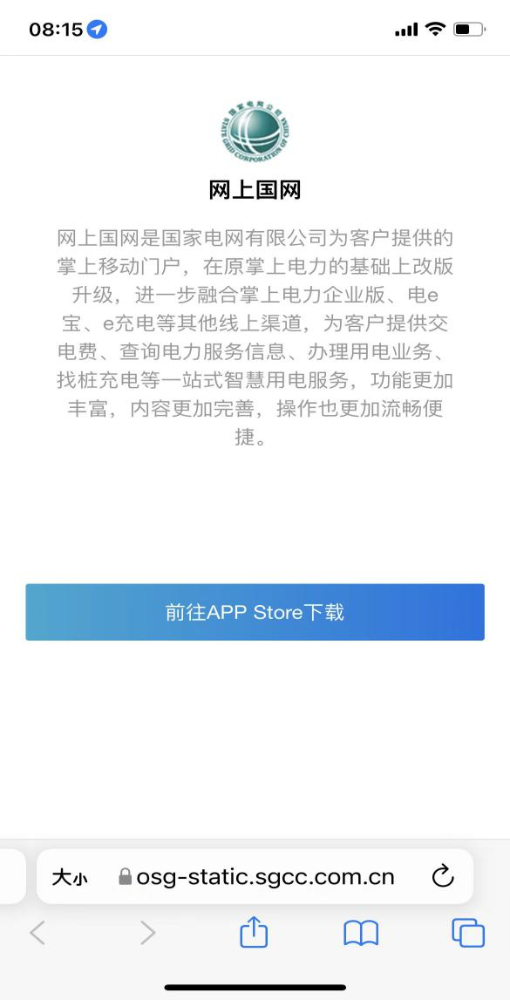 08:15
国家电网公司
STATE GRID CORPORATION OF CHINA
网上国网
网上国网是国家电网有限公司为客户提供的
掌上移动门户，在原掌上电力的基础上改版
升级，进一步融合掌上电力企业版、电e
宝、e充电等其他线上渠道，为客户提供交
电费、查询电力服务信息、办理用电业务、
找桩充电等一站式智慧用电服务，功能更加
丰富，内容更加完善，操作也更加流畅便
捷。
前往APP Store下载
大小 osg-static.sgcc.com.cn